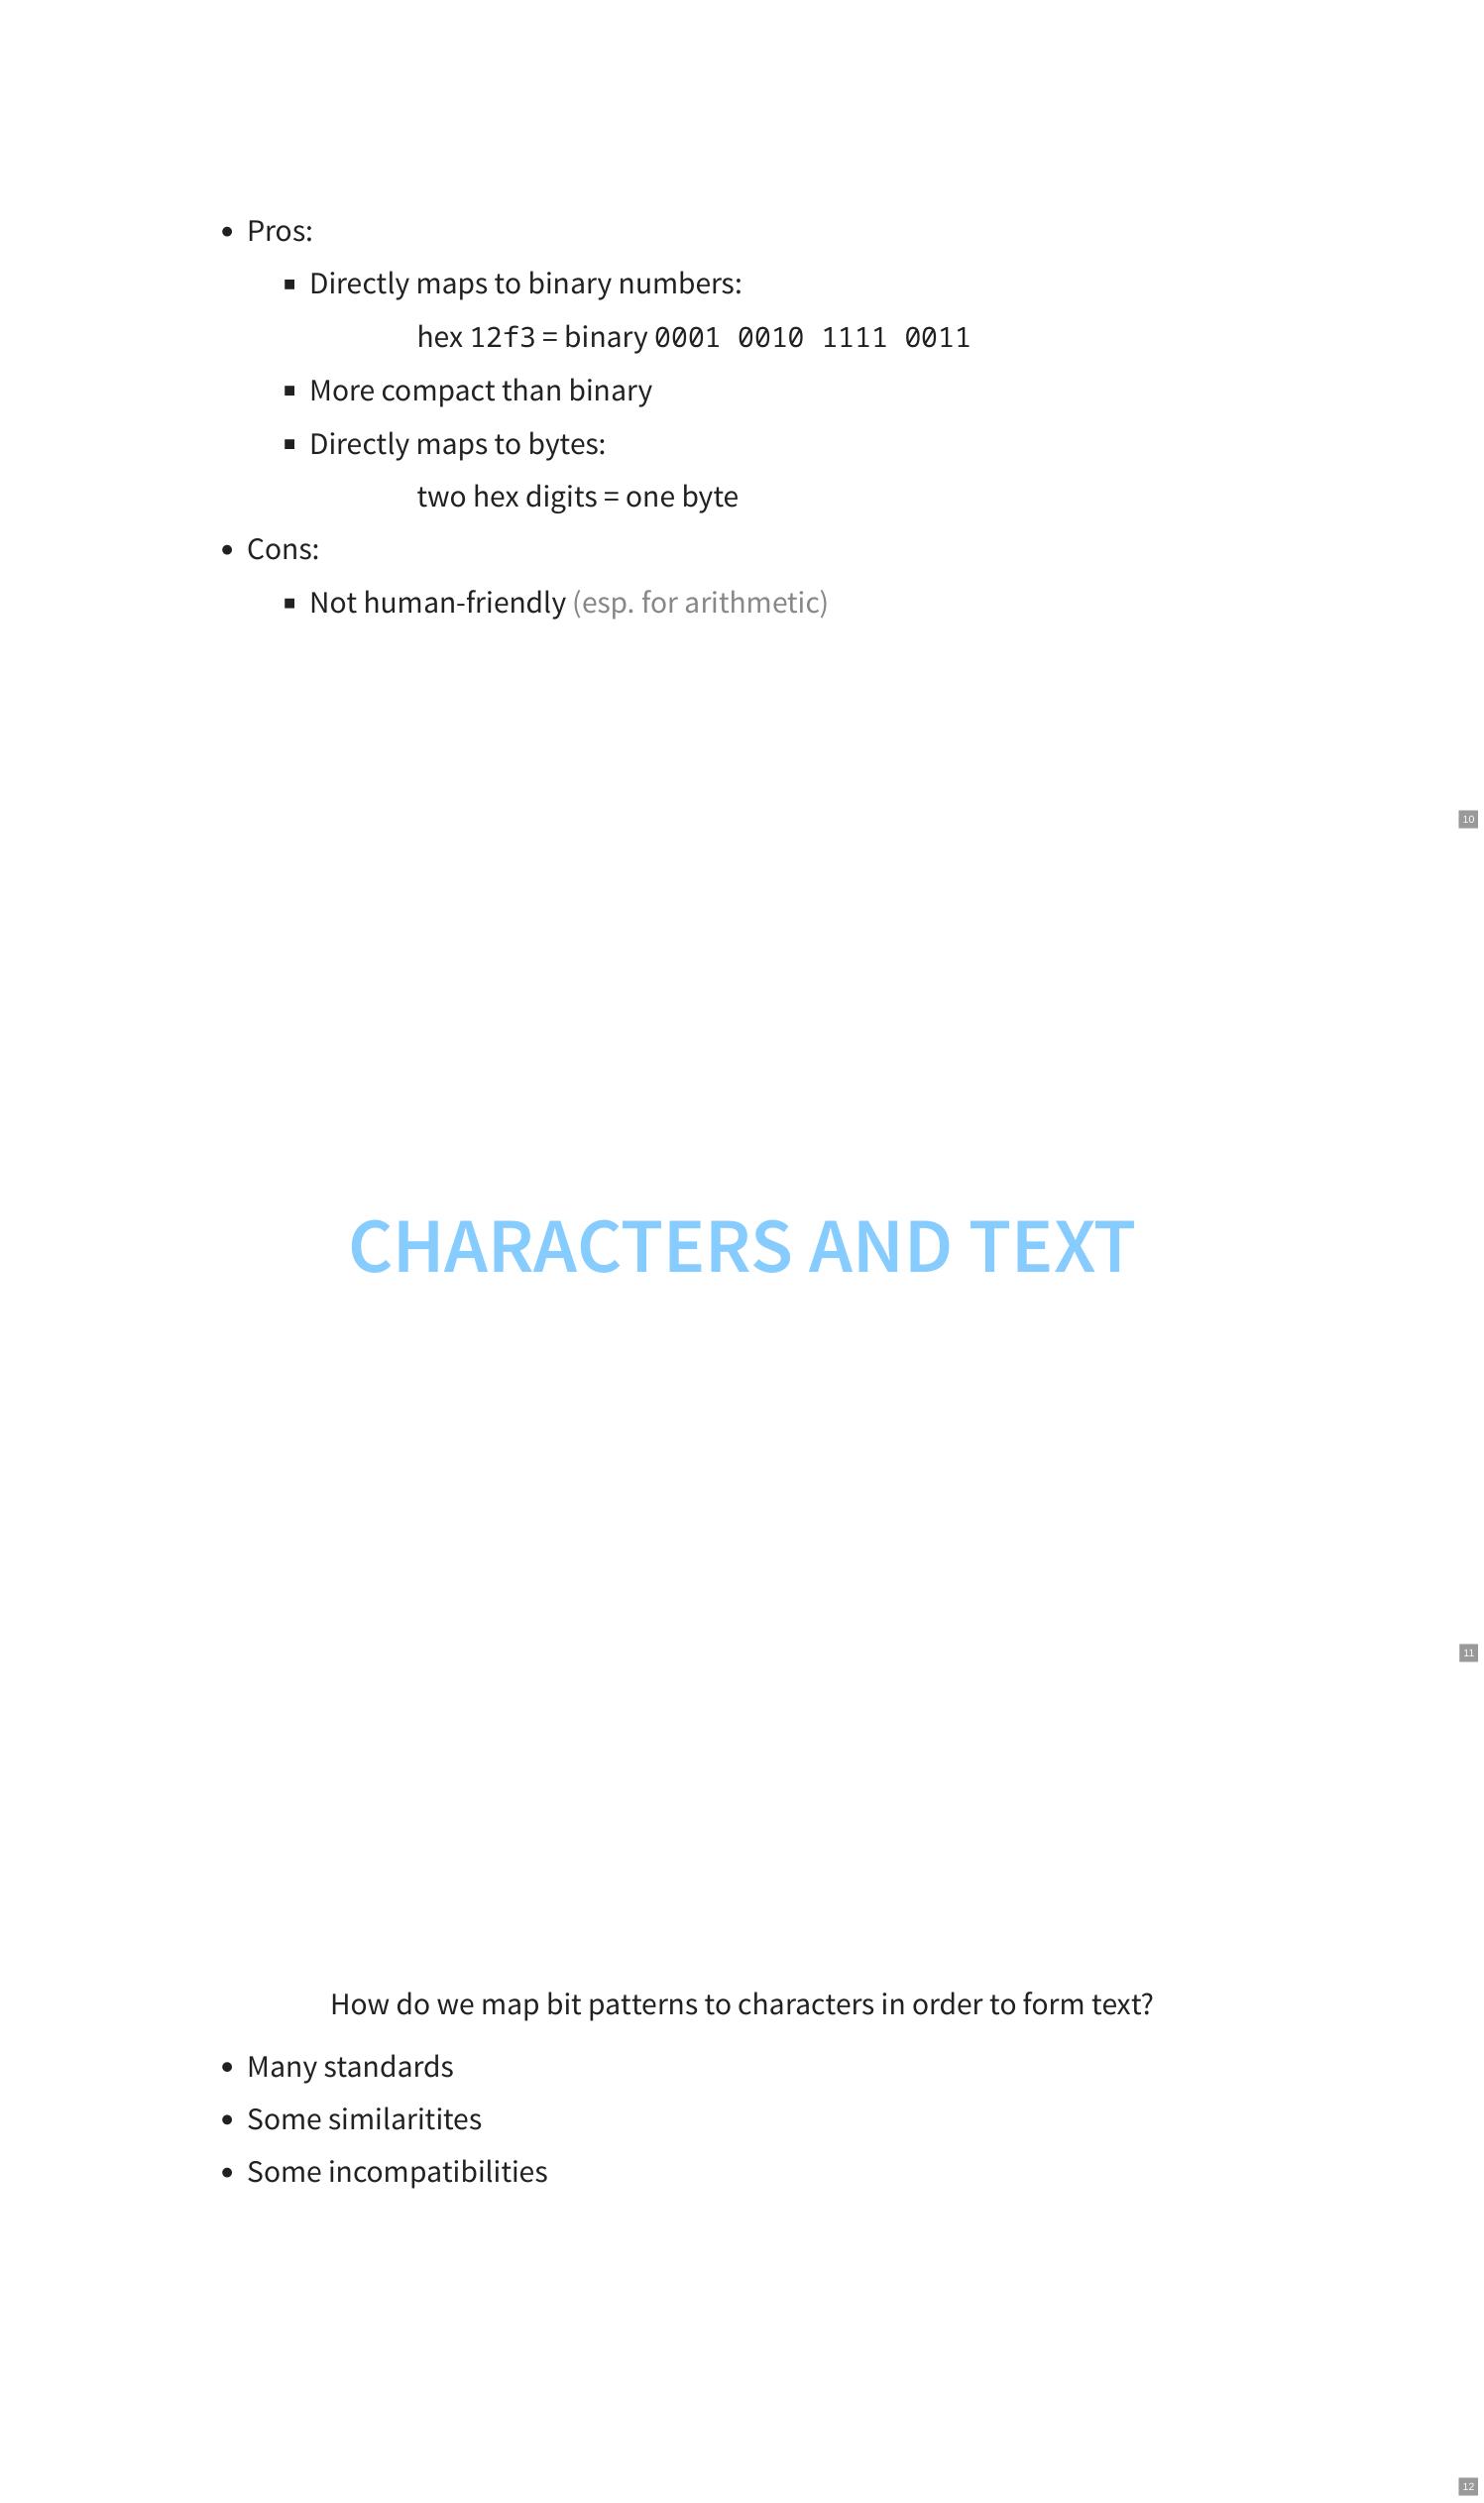 Pros:
Directly maps to binary numbers:
hex 12f3 = binary 0001 0010 1111 0011
More compact than binary
Directly maps to bytes:
two hex digits = one byte
Cons:
Not human-friendly (esp. for arithmetic)
10
CHARACTERS AND TEXT
11
How do we map bit patterns to characters in order to form text?
Many standards
Some similaritites
Some incompatibilities
12